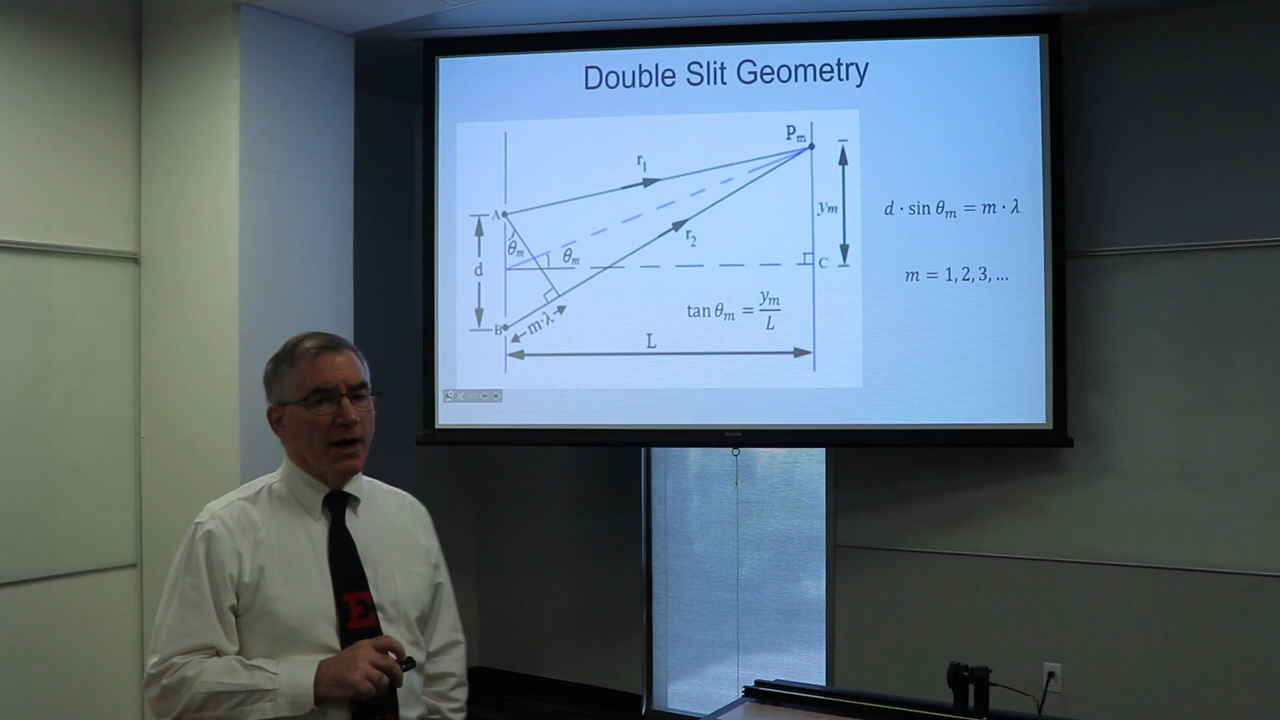 Double Slit Geometry
Pₘ
r₁
A
yₘ
d · sin θₘ = m · λ
θₘ
r₂
θₘ
d
C
m = 1, 2, 3, ...
tan θₘ = yₘ/L
B
m·λ
L
E